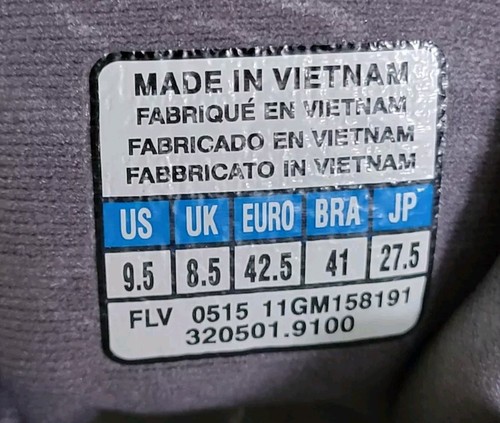 MADE IN VIETNAM
FABRIQUÉ EN VIETNAM
FABRICADO EN VIETNAM
FABBRICATO IN VIETNAM
US UK EURO BRA JP
9.5 8.5 42.5 41 27.5
FLV 0515 11GM158191
320501.9100